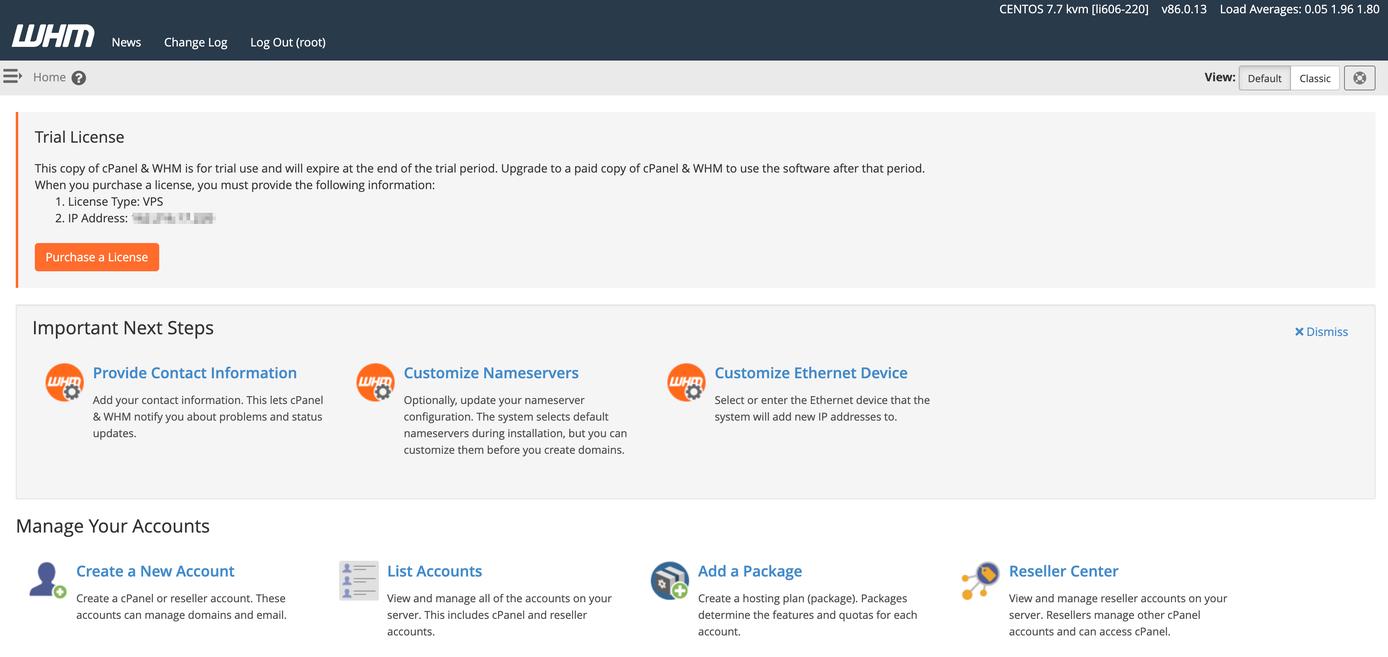 CENTOS 7.7 kvm [li606-220] v86.0.13 Load Averages: 0.05 1.96 1.80
WHM News Change Log Log Out (root)
Home ? View: Default Classic
Trial License
This copy of cPanel & WHM is for trial use and will expire at the end of the trial period. Upgrade to a paid copy of cPanel & WHM to use the software after that period.
When you purchase a license, you must provide the following information:
1. License Type: VPS
2. IP Address:
Purchase a License
Important Next Steps
Dismiss
WHM Provide Contact Information
Add your contact information. This lets cPanel
& WHM notify you about problems and status
updates.
WHM Customize Nameservers
Optionally, update your nameserver
configuration. The system selects default
nameservers during installation, but you can
customize them before you create domains.
WHM Customize Ethernet Device
Select or enter the Ethernet device that the
system will add new IP addresses to.
Manage Your Accounts
Create a New Account
Create a cPanel or reseller account. These
accounts can manage domains and email.
List Accounts
View and manage all of the accounts on your
server. This includes cPanel and reseller
accounts.
Add a Package
Create a hosting plan (package). Packages
determine the features and quotas for each
account.
Reseller Center
View and manage reseller accounts on your
server. Resellers manage other cPanel
accounts and can access cPanel.